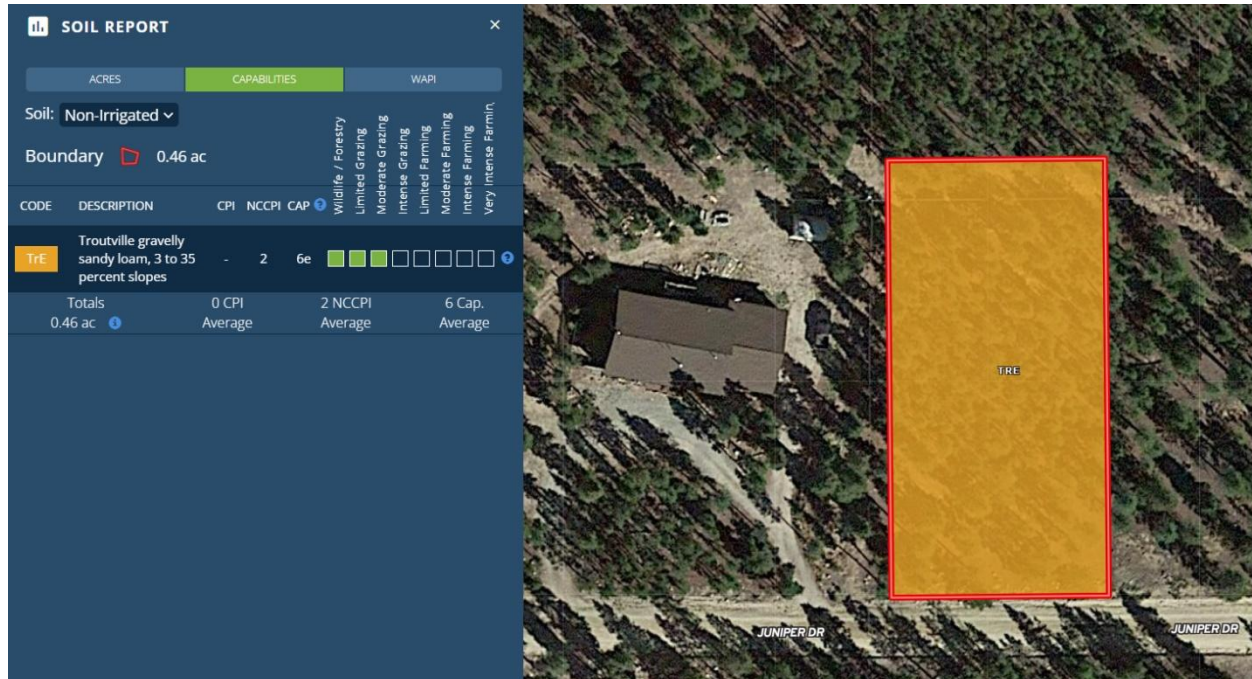 SOIL REPORT ×
ACRES CAPABILITIES WAPI
Soil: Non-Irrigated
Boundary 0.46 ac
CODE DESCRIPTION CPI NCCPI CAP ?
Wildlife / Forestry
Limited Grazing
Moderate Grazing
Intense Grazing
Limited Farming
Moderate Farming
Intense Farming
Very Intense Farmin,
Troutville gravelly
TrE sandy loam, 3 to 35 - 2 6e ?
percent slopes
Totals 0 CPI 2 NCCPI 6 Cap.
0.46 ac i Average Average Average
TRE
JUNIPER DR
JUNIPER DR